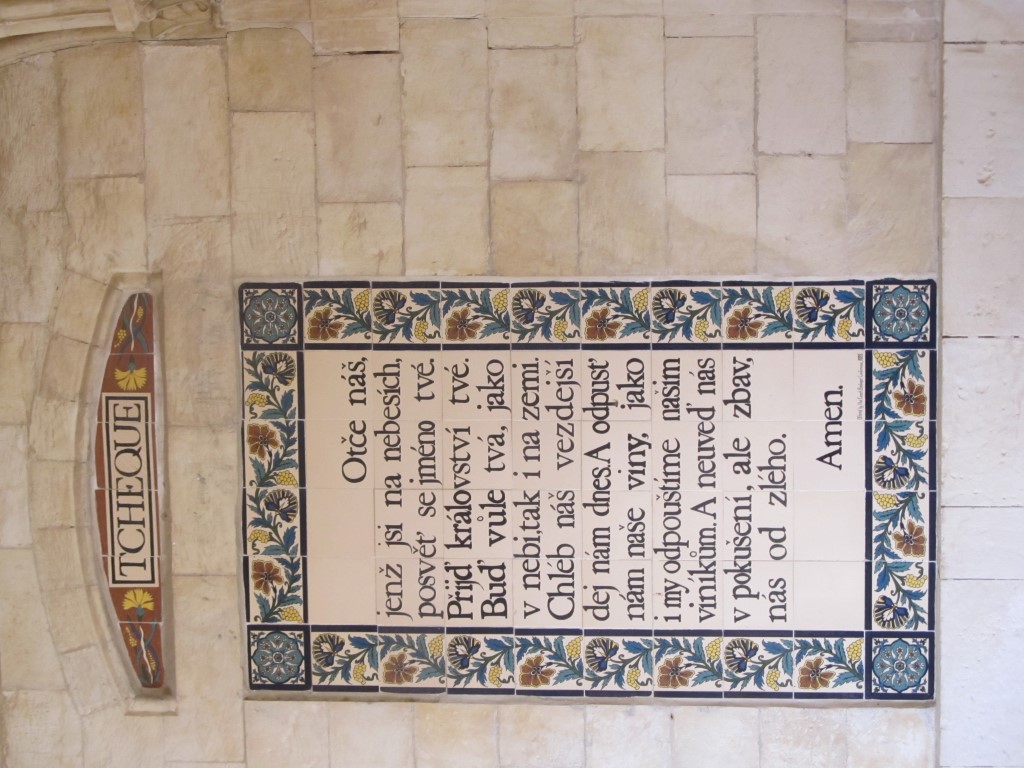 TCHEQUE
Otče náš,
jenž jsi na nebesích,
posvěť se jméno tvé.
Přijď království tvé.
Buď vůle tvá, jako
v nebi,tak i na zemi.
Chléb náš vezdejší
dej nám dnes.A odpusť
nám naše viny, jako
i my odpouštíme našim
viníkům.A neuveď nás
v pokušení, ale zbav
nás od zlého.
Amen.